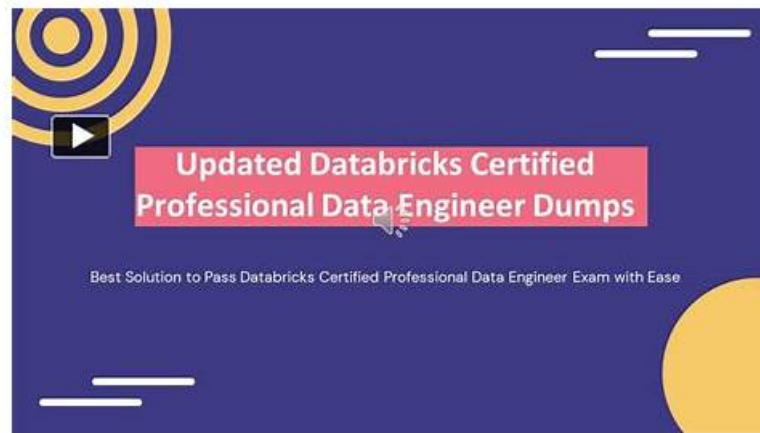 Updated Databricks Certified
Professional Data Engineer Dumps
Best Solution to Pass Databricks Certified Professional Data Engineer Exam with Ease